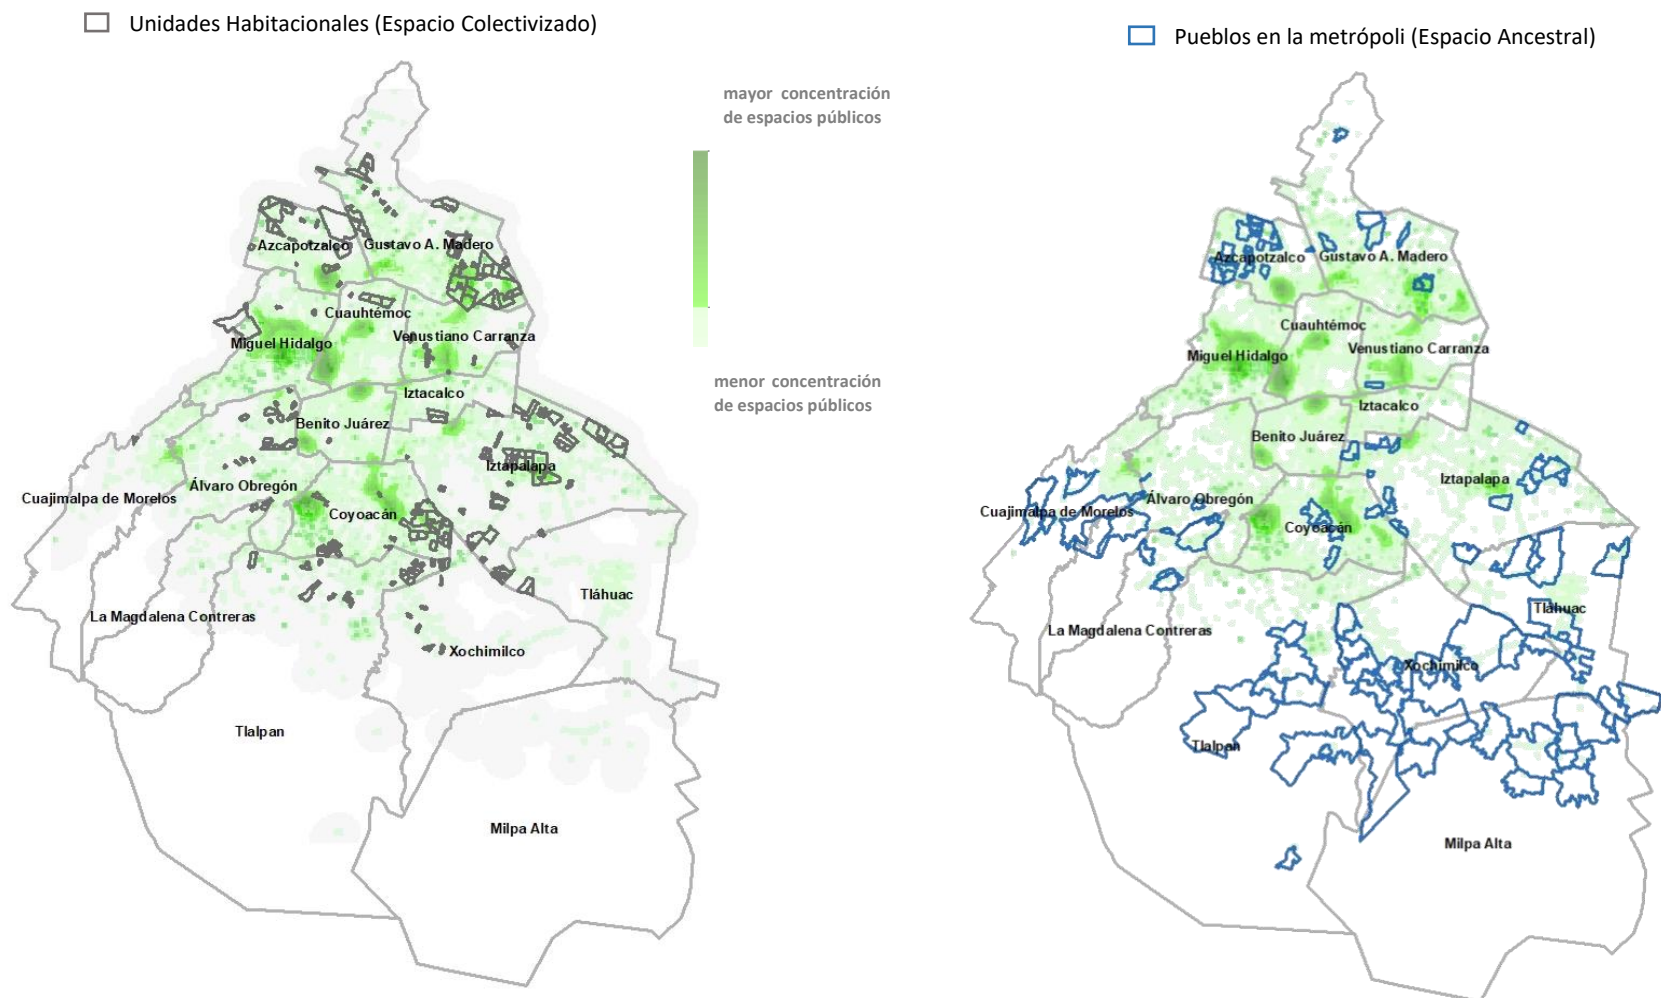 Unidades Habitacionales (Espacio Colectivizado)
Pueblos en la metrópoli (Espacio Ancestral)
mayor concentración
de espacios públicos
menor concentración
de espacios públicos
Azcapotzalco
Gustavo A. Madero
Cuauhtémoc
Venustiano Carranza
Miguel Hidalgo
Iztacalco
Benito Juárez
Iztapalapa
Álvaro Obregón
Cuajimalpa de Morelos
Coyoacán
Tláhuac
La Magdalena Contreras
Xochimilco
Tlalpan
Milpa Alta
Azcapotzalco
Gustavo A. Madero
Cuauhtémoc
Venustiano Carranza
Miguel Hidalgo
Iztacalco
Benito Juárez
Iztapalapa
Álvaro Obregón
Cuajimalpa de Morelos
Coyoacán
Tláhuac
La Magdalena Contreras
Xochimilco
Tlalpan
Milpa Alta